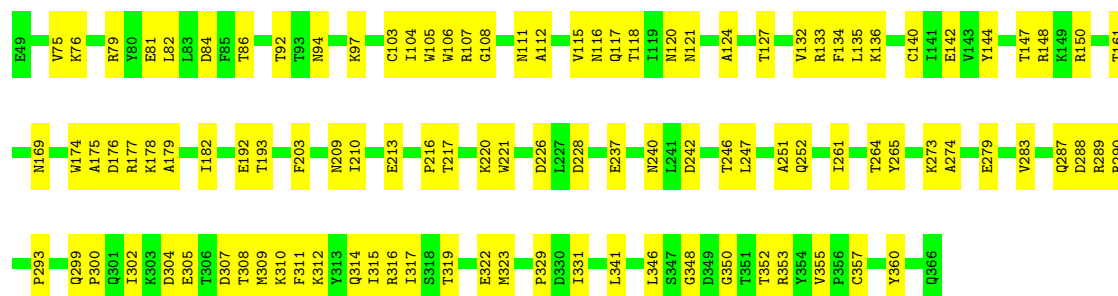 E49 V75 K76 R79 Y80 E81 L82 L83 D84 F85 T86 T92 T93 N94 K97 C103 I104 W105 W106 R107 G108 N111 A112 V115 N116 Q117 T118 I119 N120 N121 A124 T127 V132 R133 F134 L135 K136 C140 I141 E142 V143 Y144 T147 R148 K149 R150 T161
N169 W174 A175 D176 R177 K178 A179 I182 E192 T193 F203 N209 I210 E213 P216 T217 K220 W221 D226 L227 D228 E237 N240 L241 D242 T246 L247 A251 Q252 I261 T264 Y265 K273 A274 E279 V283 Q287 D288 R289
P293 Q299 P300 Q301 I302 K303 D304 E305 T306 D307 T308 M309 K310 F311 K312 Y313 Q314 I315 R316 I317 S318 T319 E322 M323 P329 D330 I331 L341 L346 S347 G348 D349 G350 T351 T352 R353 Y354 V355 P356 C357 Y360 Q366